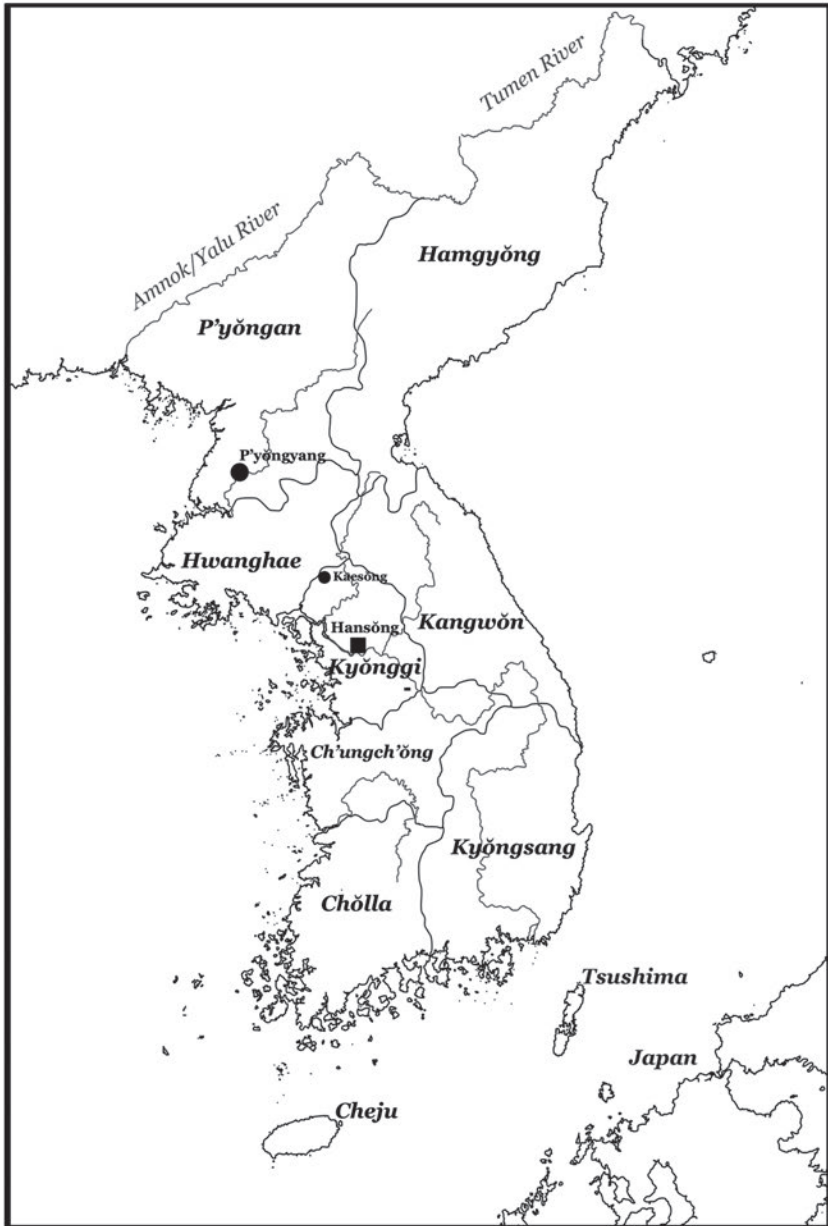 Tumen River
Amnok/Yalu River
Hamgyŏng
P'yŏngan
P'yŏngyang
Hwanghae
Kaesŏng
Hansŏng
Kangwŏn
Kyŏnggi
Ch'ungch'ŏng
Kyŏngsang
Chŏlla
Tsushima
Japan
Cheju